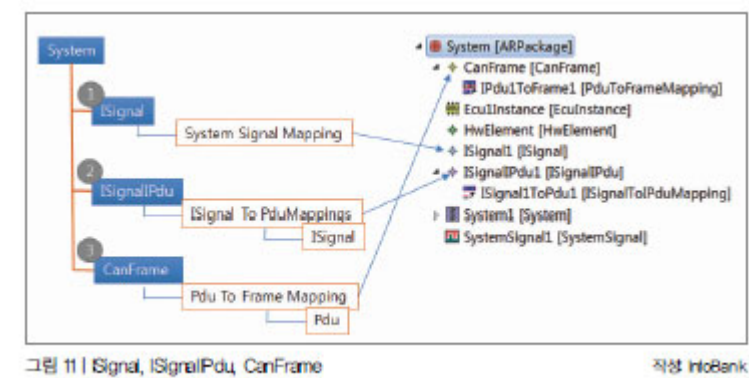 System
1
ISignal
System Signal Mapping
2
ISignalIPdu
ISignal To PduMappings
ISignal
3
CanFrame
Pdu To Frame Mapping
Pdu
System [ARPackage]
CanFrame [CanFrame]
IPdu1ToFrame1 [PduToFrameMapping]
Ecu1Instance [EcuInstance]
HwElement [HwElement]
ISignal1 [ISignal]
ISignalIPdu1 [ISignalIPdu]
ISignal1ToPdu1 [ISignalToIPduMapping]
System1 [System]
SystemSignal1 [SystemSignal]
그림 11 | ISignal, ISignalPdu, CanFrame
작성 InfoBank